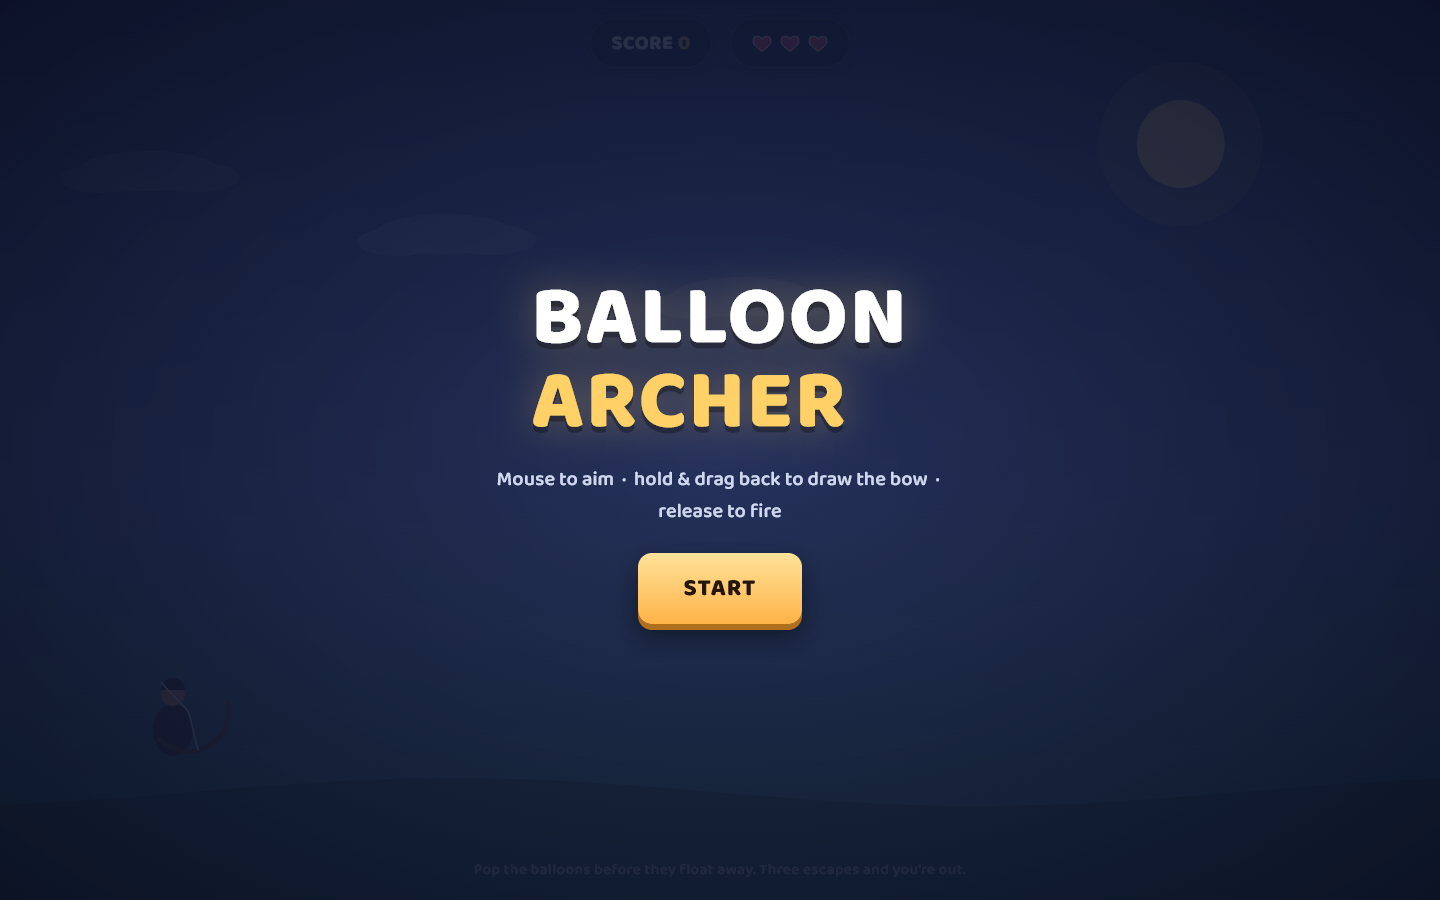 SCORE 0
BALLOON
ARCHER
Mouse to aim · hold & drag back to draw the bow ·
release to fire
START
Pop the balloons before they float away. Three escapes and you're out.